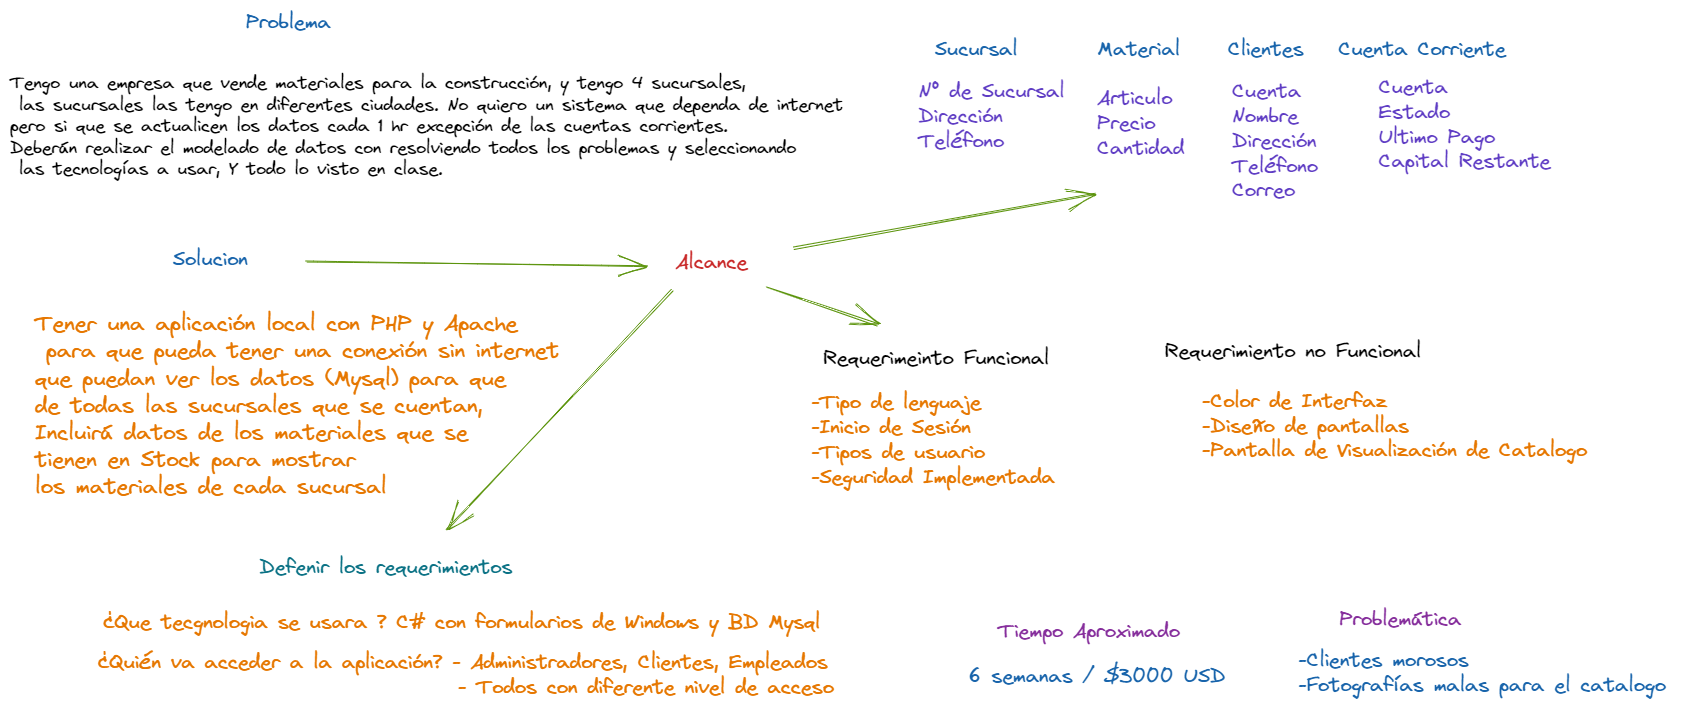 Problema
Tengo una empresa que vende materiales para la construcción, y tengo 4 sucursales,
las sucursales las tengo en diferentes ciudades. No quiero un sistema que dependa de internet
pero si que se actualicen los datos cada 1 hr excepción de las cuentas corrientes.
Deberán realizar el modelado de datos con resolviendo todos los problemas y seleccionando
las tecnologías a usar, Y todo lo visto en clase.
Sucursal
N° de Sucursal
Dirección
Teléfono
Material
Articulo
Precio
Cantidad
Clientes
Cuenta
Nombre
Dirección
Teléfono
Correo
Cuenta Corriente
Cuenta
Estado
Ultimo Pago
Capital Restante
Solucion
Alcance
Tener una aplicación local con PHP y Apache
para que pueda tener una conexión sin internet
que puedan ver los datos (Mysql) para que
de todas las sucursales que se cuentan,
Incluirá datos de los materiales que se
tienen en Stock para mostrar
los materiales de cada sucursal
Requerimeinto Funcional
-Tipo de lenguaje
-Inicio de Sesión
-Tipos de usuario
-Seguridad Implementada
Requerimiento no Funcional
-Color de Interfaz
-Diseño de pantallas
-Pantalla de Visualización de Catalogo
Defenir los requerimientos
¿Que tecgnologia se usara ? C# con formularios de Windows y BD Mysql
¿Quién va acceder a la aplicación? - Administradores, Clientes, Empleados
- Todos con diferente nivel de acceso
Tiempo Aproximado
6 semanas / $3000 USD
Problemática
-Clientes morosos
-Fotografías malas para el catalogo